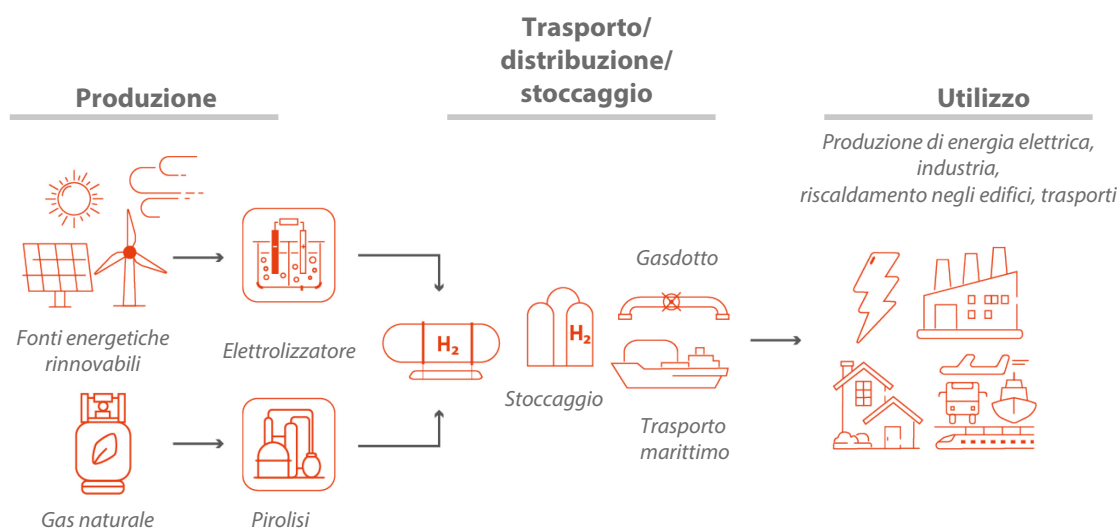 Produzione
Trasporto/
distribuzione/
stoccaggio
Utilizzo
Produzione di energia elettrica,
industria,
riscaldamento negli edifici, trasporti
Fonti energetiche
rinnovabili
Elettrolizzatore
H₂
H₂
Stoccaggio
Gasdotto
Trasporto
marittimo
Gas naturale
Pirolisi